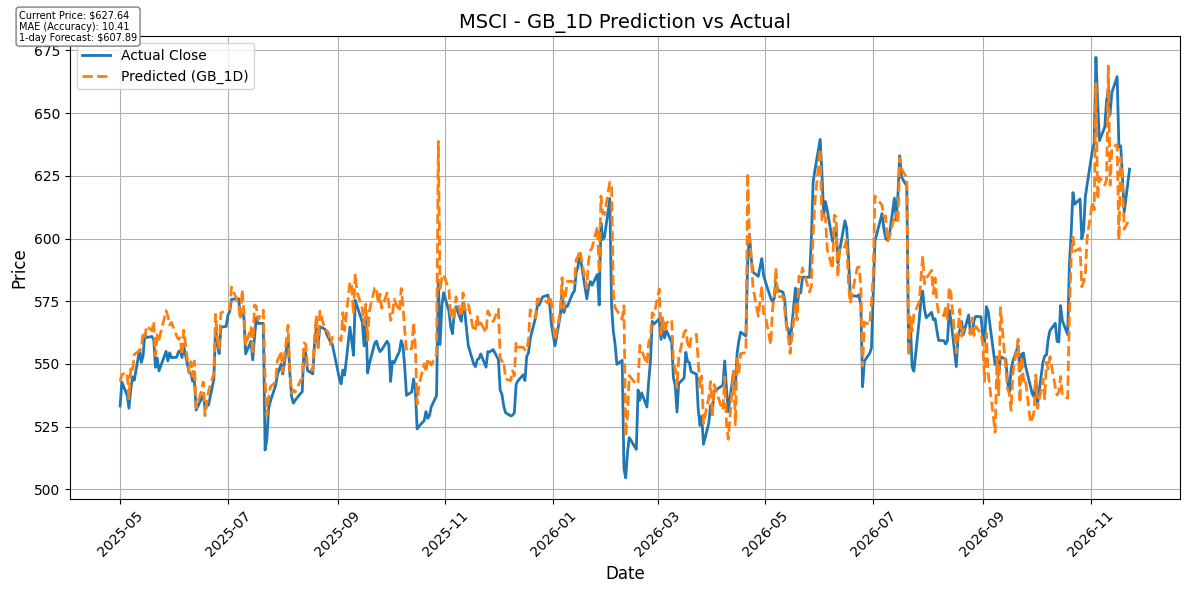 Current Price: $627.64
MAE (Accuracy): 10.41
1-day Forecast: $607.89
MSCI - GB_1D Prediction vs Actual
Actual Close
Predicted (GB_1D)
675
650
625
600
575
550
525
500
Price
2025-05
2025-07
2025-09
2025-11
2026-01
2026-03
2026-05
2026-07
2026-09
2026-11
Date